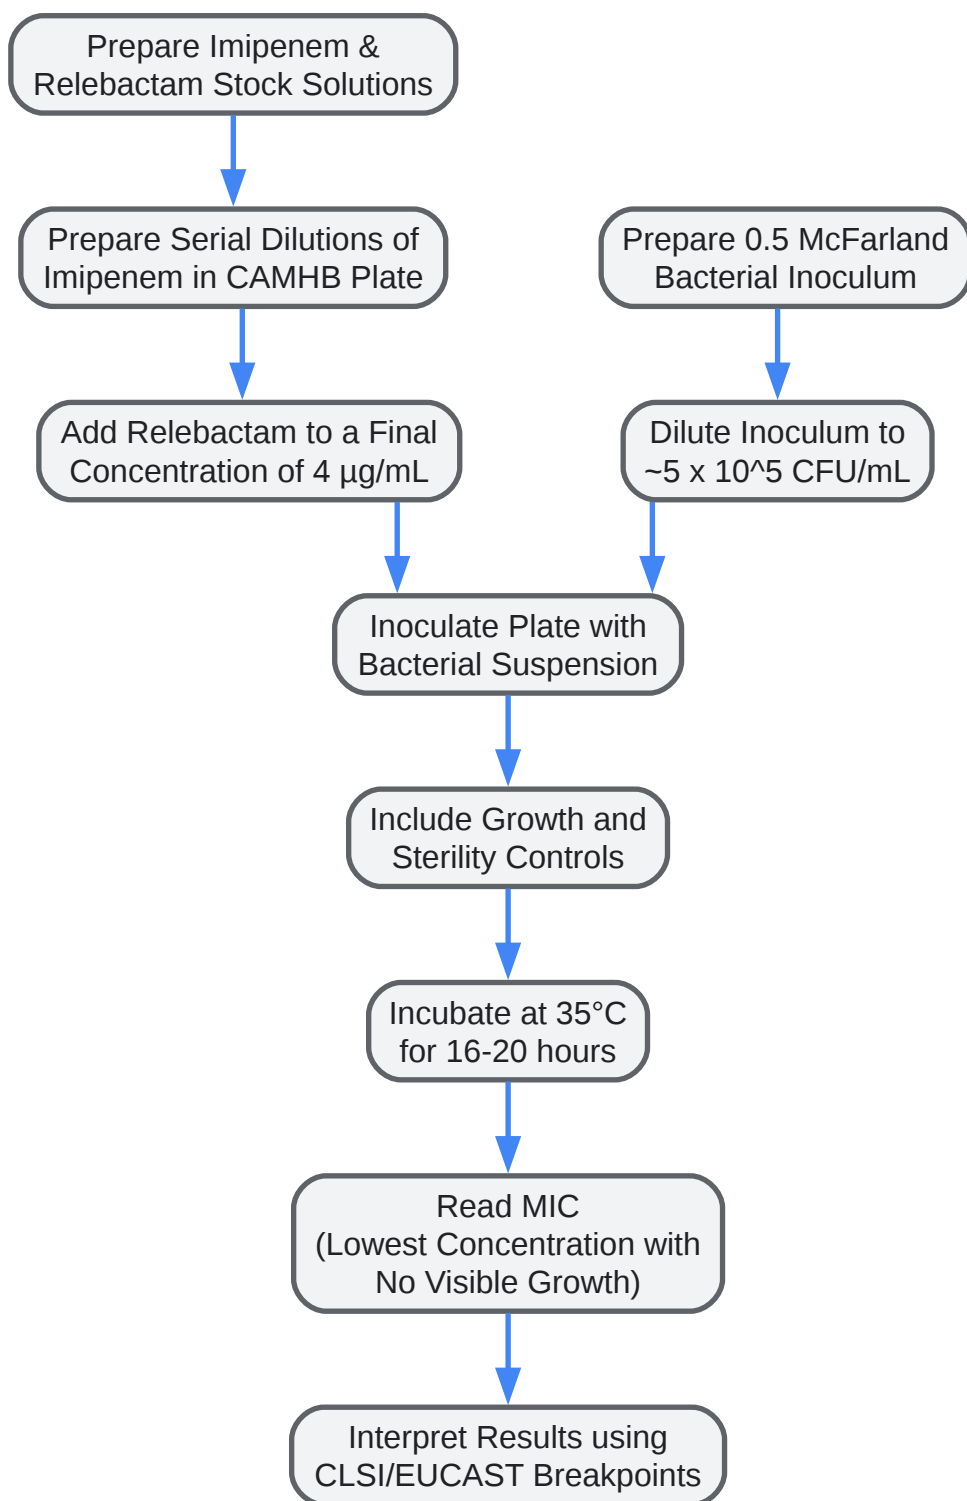 Prepare Imipenem &
Relebactam Stock Solutions
Prepare Serial Dilutions of
Imipenem in CAMHB Plate
Prepare 0.5 McFarland
Bacterial Inoculum
Add Relebactam to a Final
Concentration of 4 µg/mL
Dilute Inoculum to
~5 x 10^5 CFU/mL
Inoculate Plate with
Bacterial Suspension
Include Growth and
Sterility Controls
Incubate at 35°C
for 16-20 hours
Read MIC
(Lowest Concentration with
No Visible Growth)
Interpret Results using
CLSI/EUCAST Breakpoints